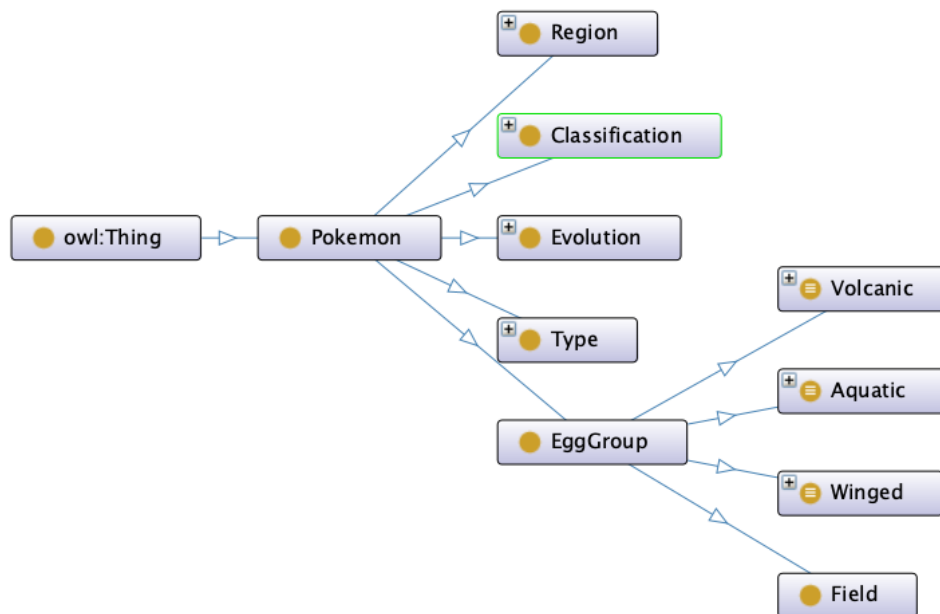 Region
Classification
owl:Thing
Pokemon
Evolution
Volcanic
Type
Aquatic
EggGroup
Winged
Field